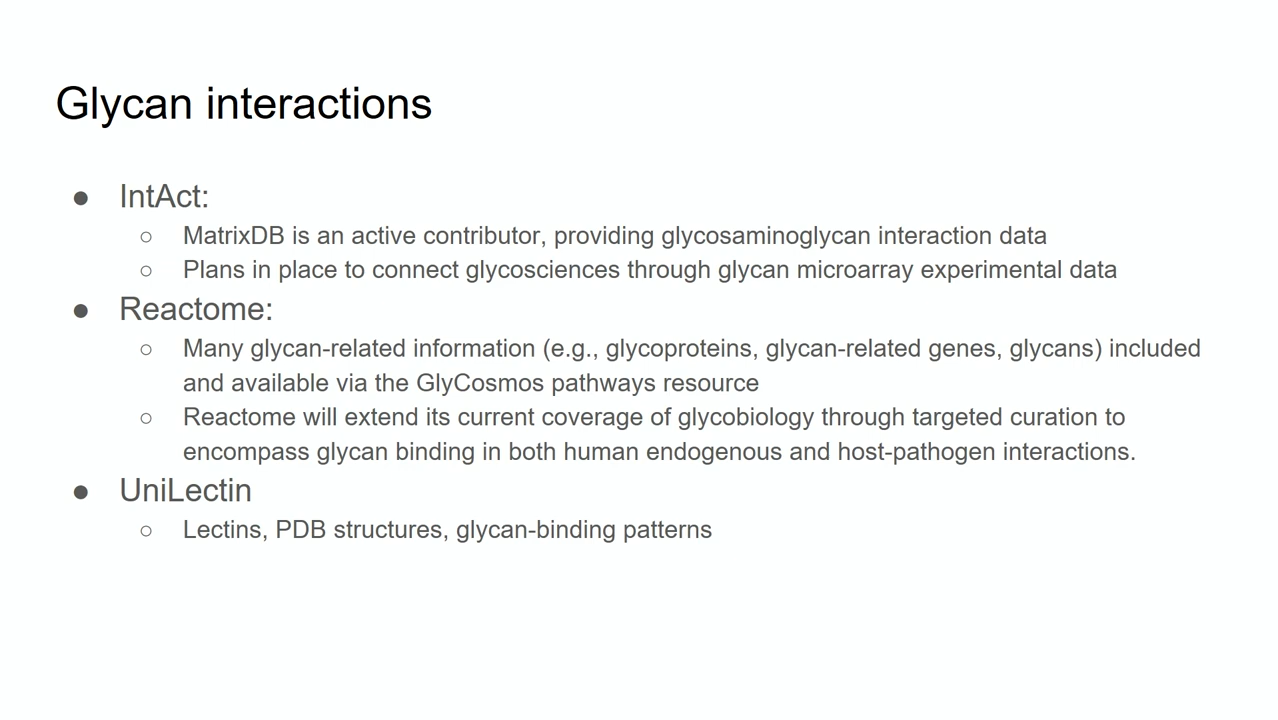 Glycan interactions
● IntAct:
○ MatrixDB is an active contributor, providing glycosaminoglycan interaction data
○ Plans in place to connect glycosciences through glycan microarray experimental data
● Reactome:
○ Many glycan-related information (e.g., glycoproteins, glycan-related genes, glycans) included
and available via the GlyCosmos pathways resource
○ Reactome will extend its current coverage of glycobiology through targeted curation to
encompass glycan binding in both human endogenous and host-pathogen interactions.
● UniLectin
○ Lectins, PDB structures, glycan-binding patterns